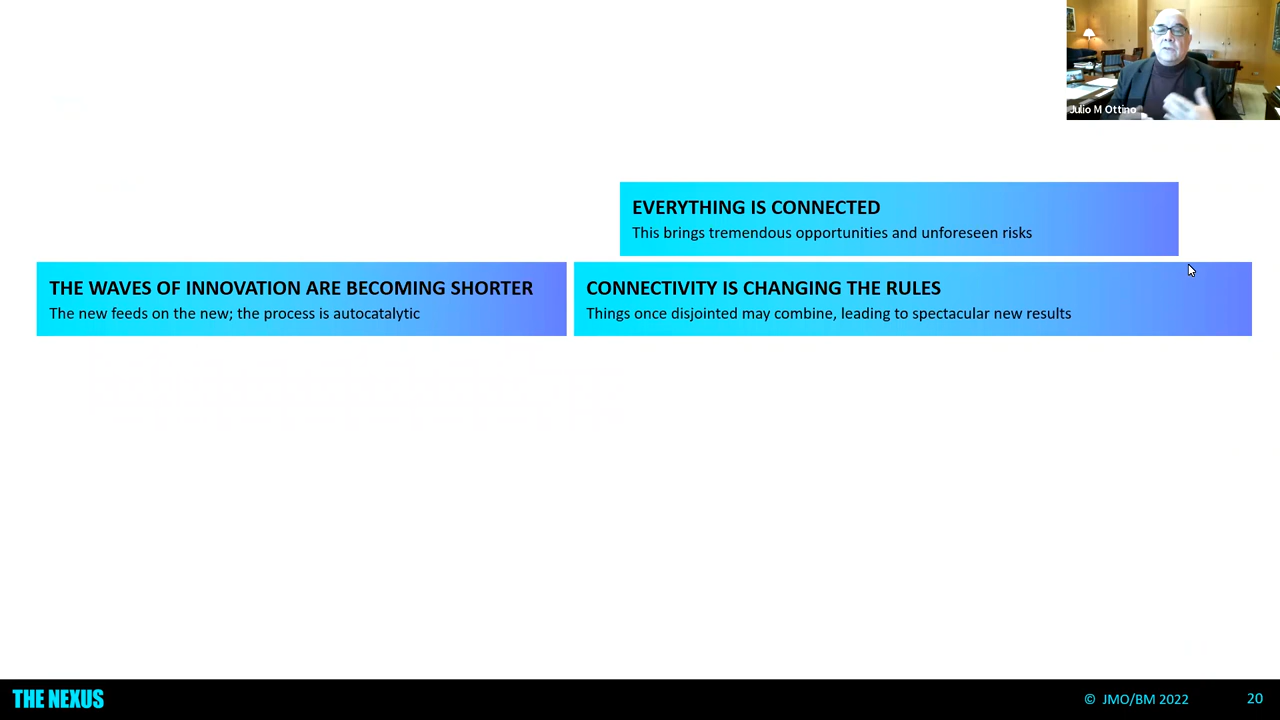 Julio M Ottino
EVERYTHING IS CONNECTED
This brings tremendous opportunities and unforeseen risks
THE WAVES OF INNOVATION ARE BECOMING SHORTER
The new feeds on the new; the process is autocatalytic
CONNECTIVITY IS CHANGING THE RULES
Things once disjointed may combine, leading to spectacular new results
THE NEXUS
© JMO/BM 2022
20